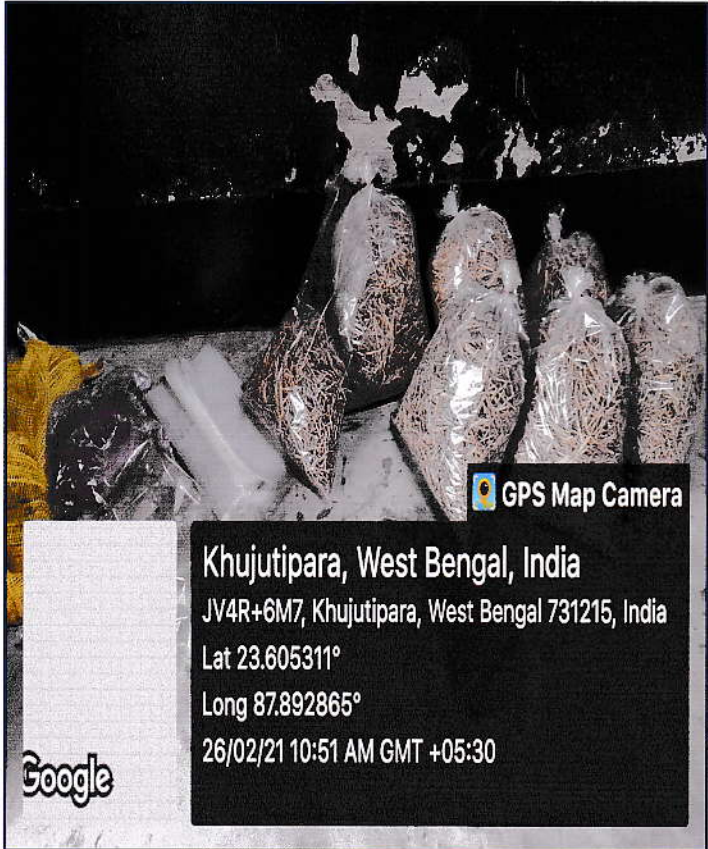 GPS Map Camera
Khujutipara, West Bengal, India
JV4R+6M7, Khujutipara, West Bengal 731215, India
Lat 23.605311°
Long 87.892865°
26/02/21 10:51 AM GMT +05:30
Google